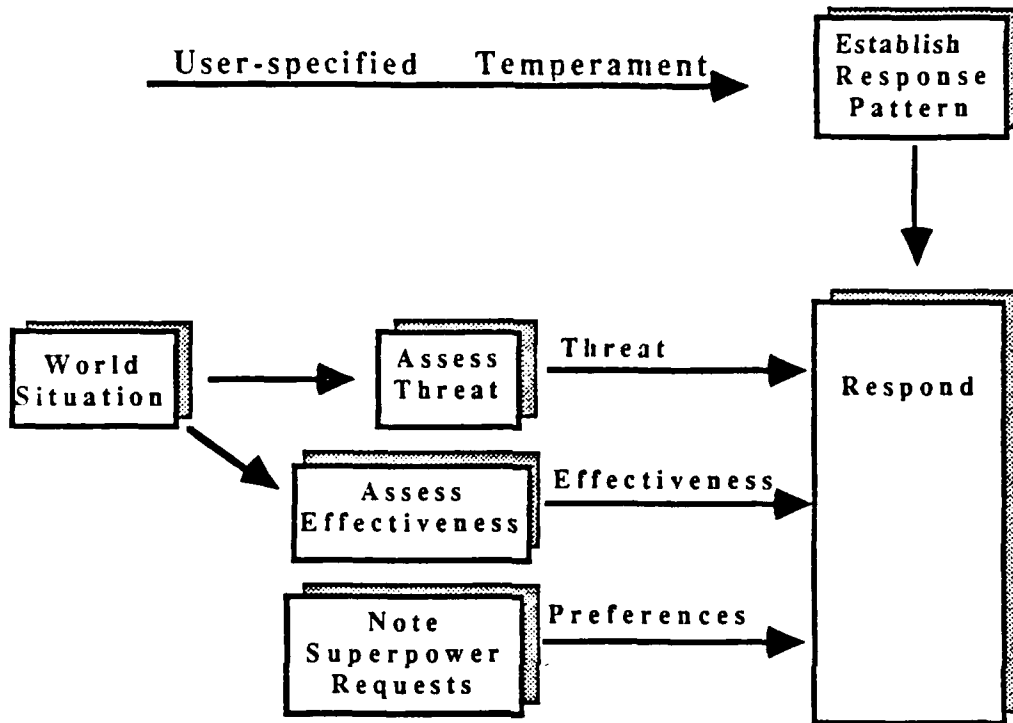 User-specified Temperament
Establish
Response
Pattern
World
Situation
Assess
Threat
Threat
Respond
Assess
Effectiveness
Effectiveness
Note
Superpower
Requests
Preferences